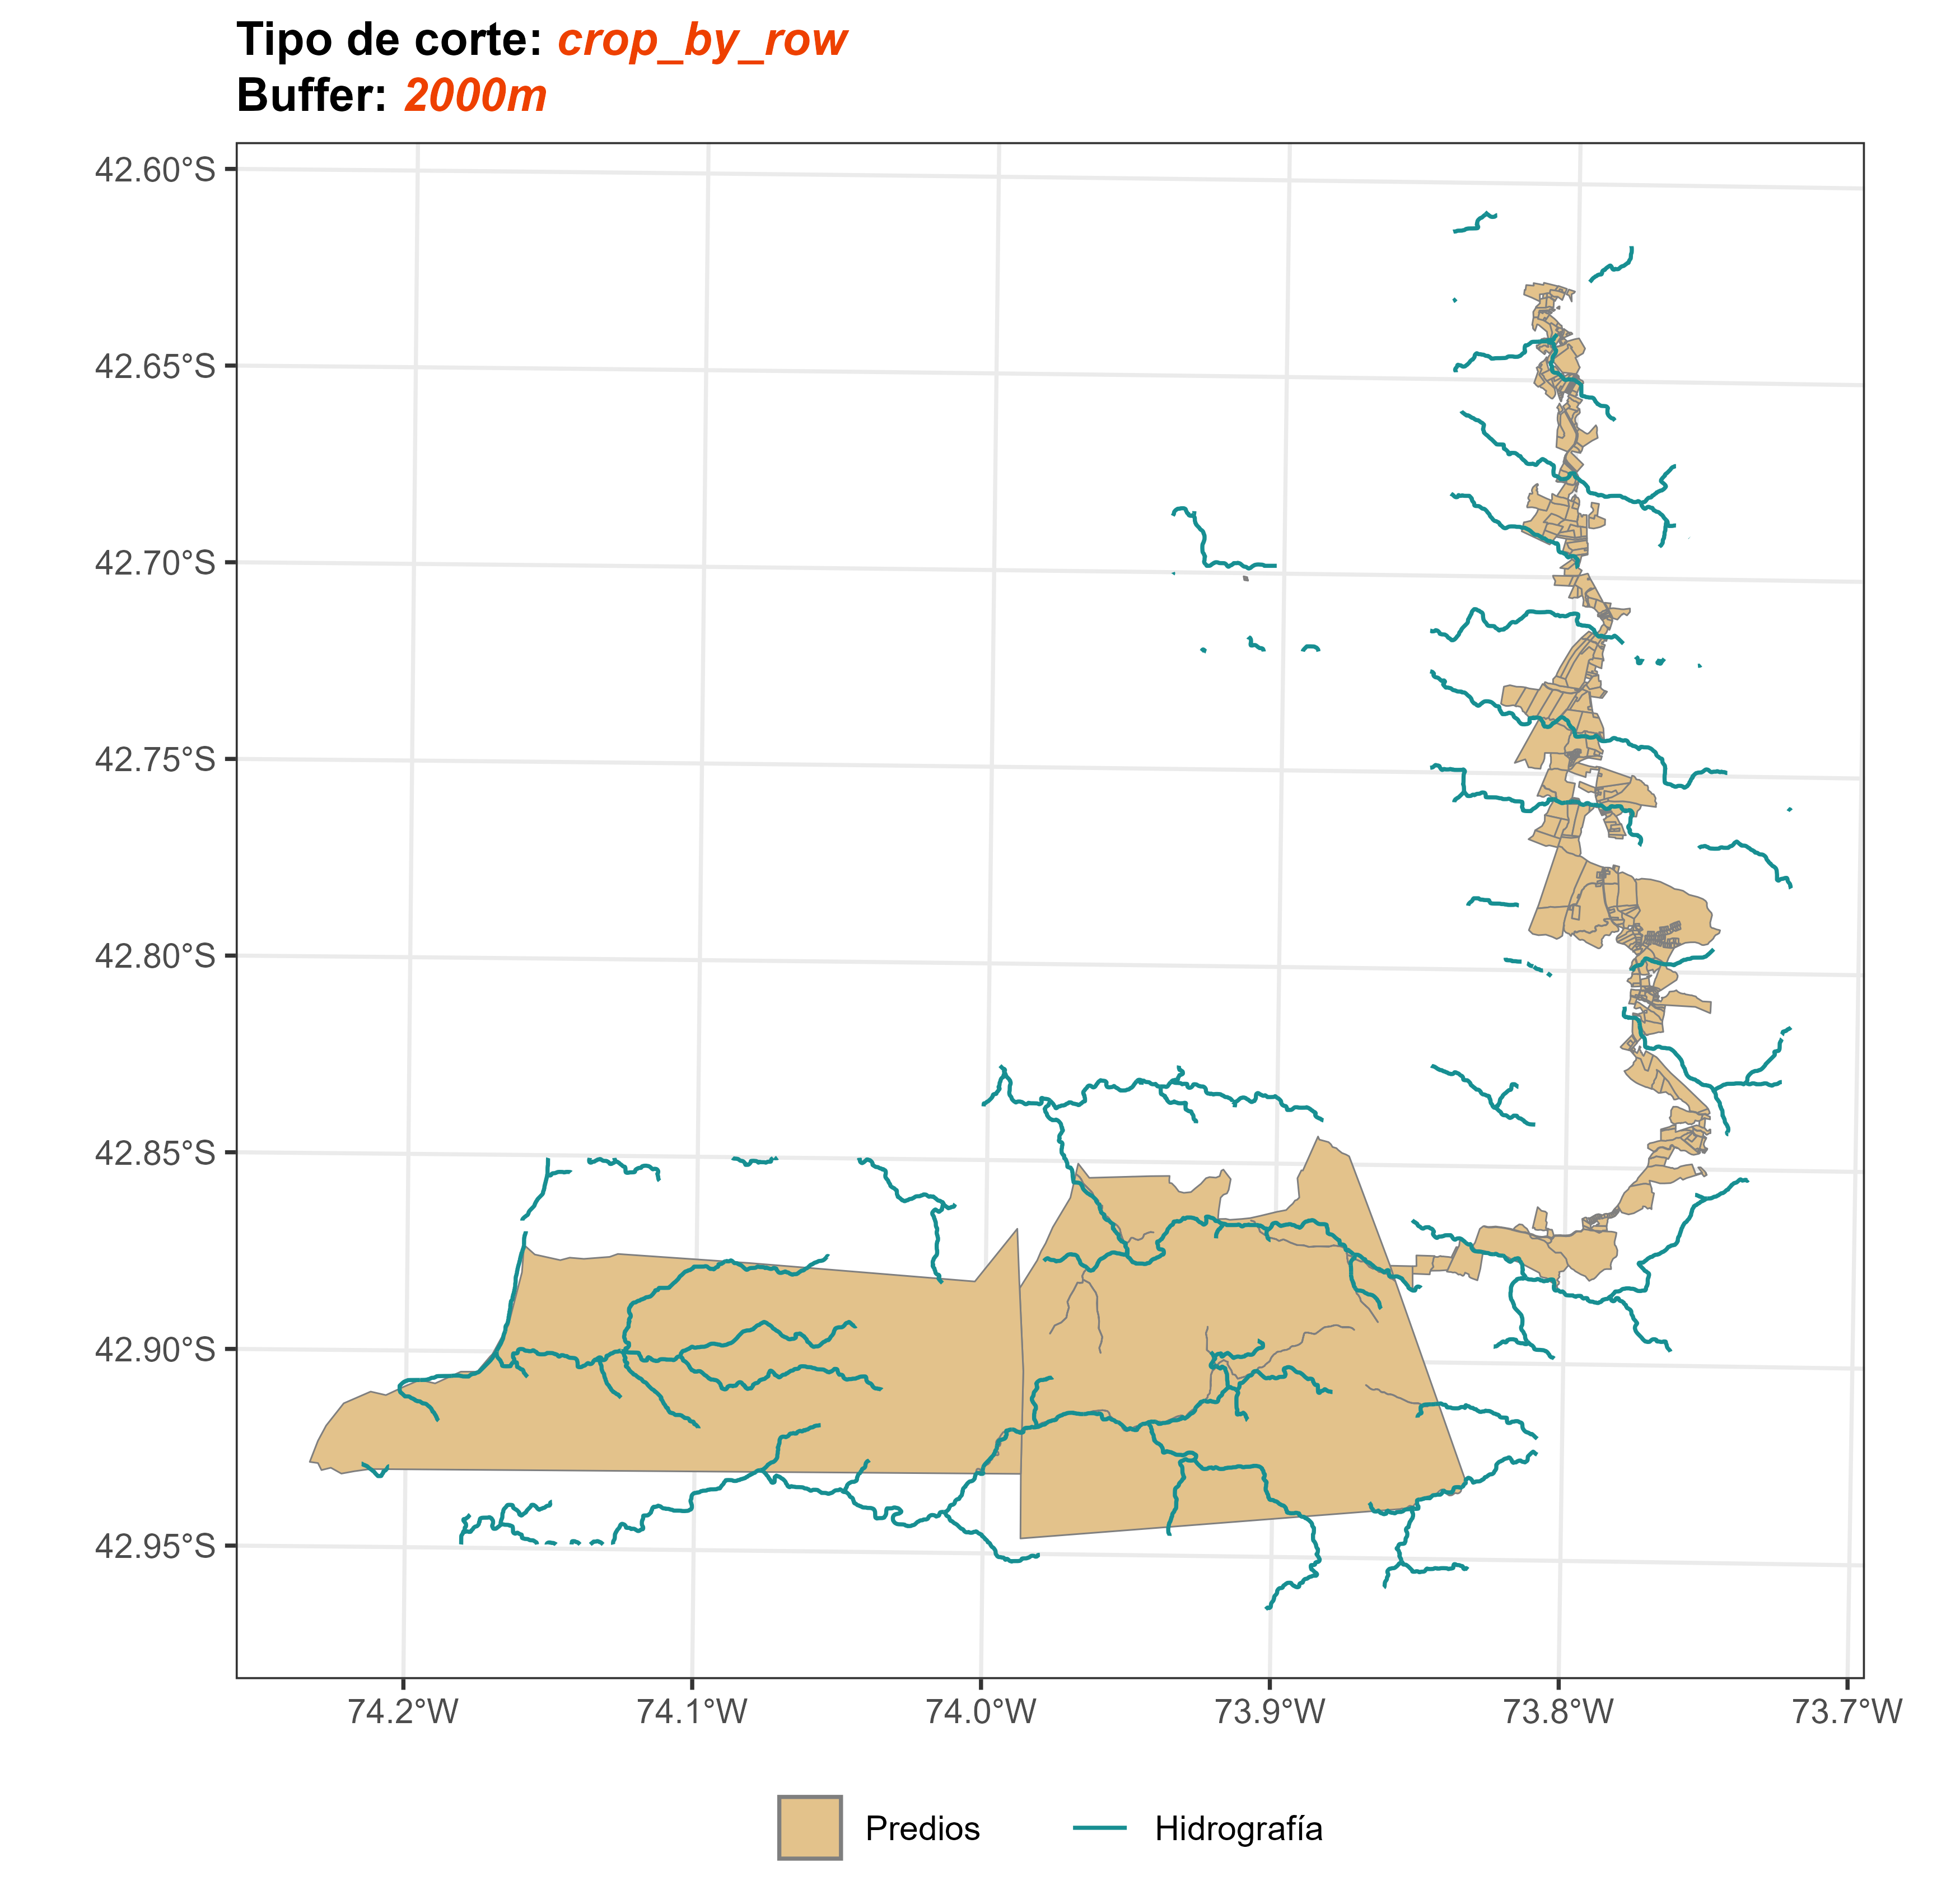 Tipo de corte: crop_by_row
Buffer: 2000m
42.60°S
42.65°S
42.70°S
42.75°S
42.80°S
42.85°S
42.90°S
42.95°S
74.2°W 74.1°W 74.0°W 73.9°W 73.8°W 73.7°W
Predios Hidrografía